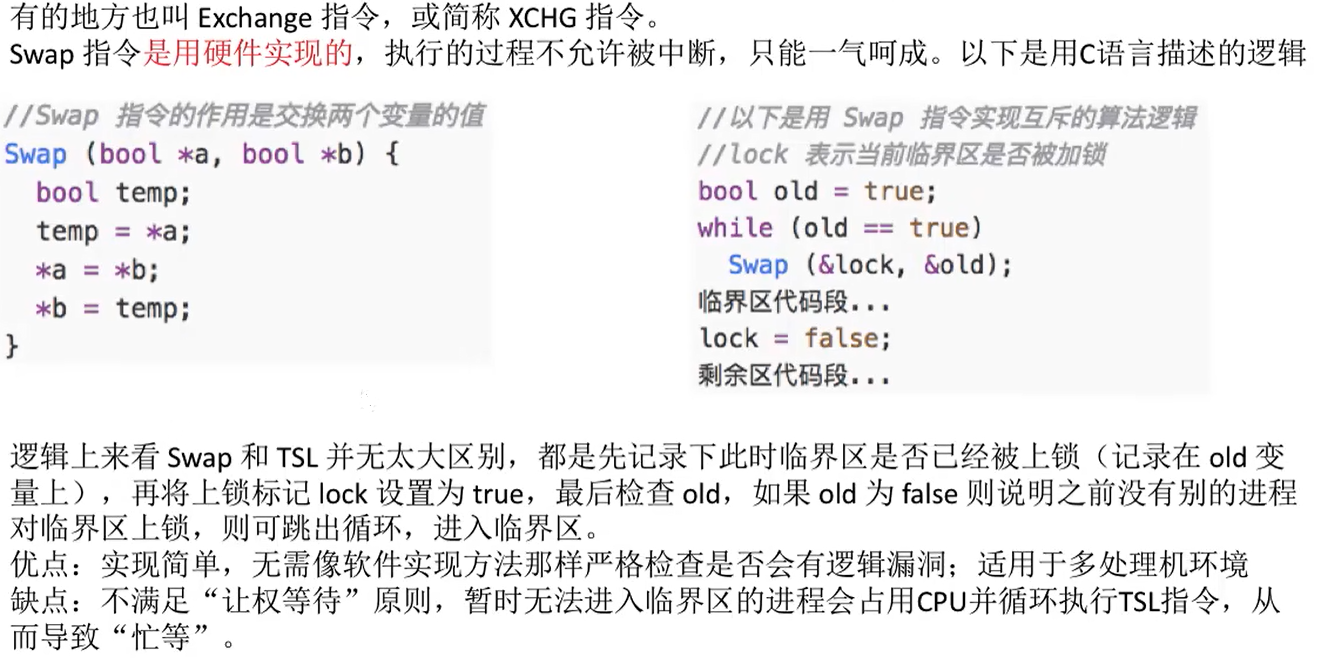 有的地方也叫 Exchange 指令，或简称 XCHG 指令。
Swap 指令是用硬件实现的，执行的过程不允许被中断，只能一气呵成。以下是用C语言描述的逻辑
//Swap 指令的作用是交换两个变量的值
Swap (bool *a, bool *b) {
  bool temp;
  temp = *a;
  *a = *b;
  *b = temp;
}
//以下是用 Swap 指令实现互斥的算法逻辑
//lock 表示当前临界区是否被加锁
bool old = true;
while (old == true)
  Swap (&lock, &old);
临界区代码段...
lock = false;
剩余区代码段...
逻辑上来看 Swap 和 TSL 并无太大区别，都是先记录下此时临界区是否已经被上锁（记录在 old 变
量上），再将上锁标记 lock 设置为 true，最后检查 old，如果 old 为 false 则说明之前没有别的进程
对临界区上锁，则可跳出循环，进入临界区。
优点：实现简单，无需像软件实现方法那样严格检查是否会有逻辑漏洞；适用于多处理机环境
缺点：不满足“让权等待”原则，暂时无法进入临界区的进程会占用CPU并循环执行TSL指令，从
而导致“忙等”。